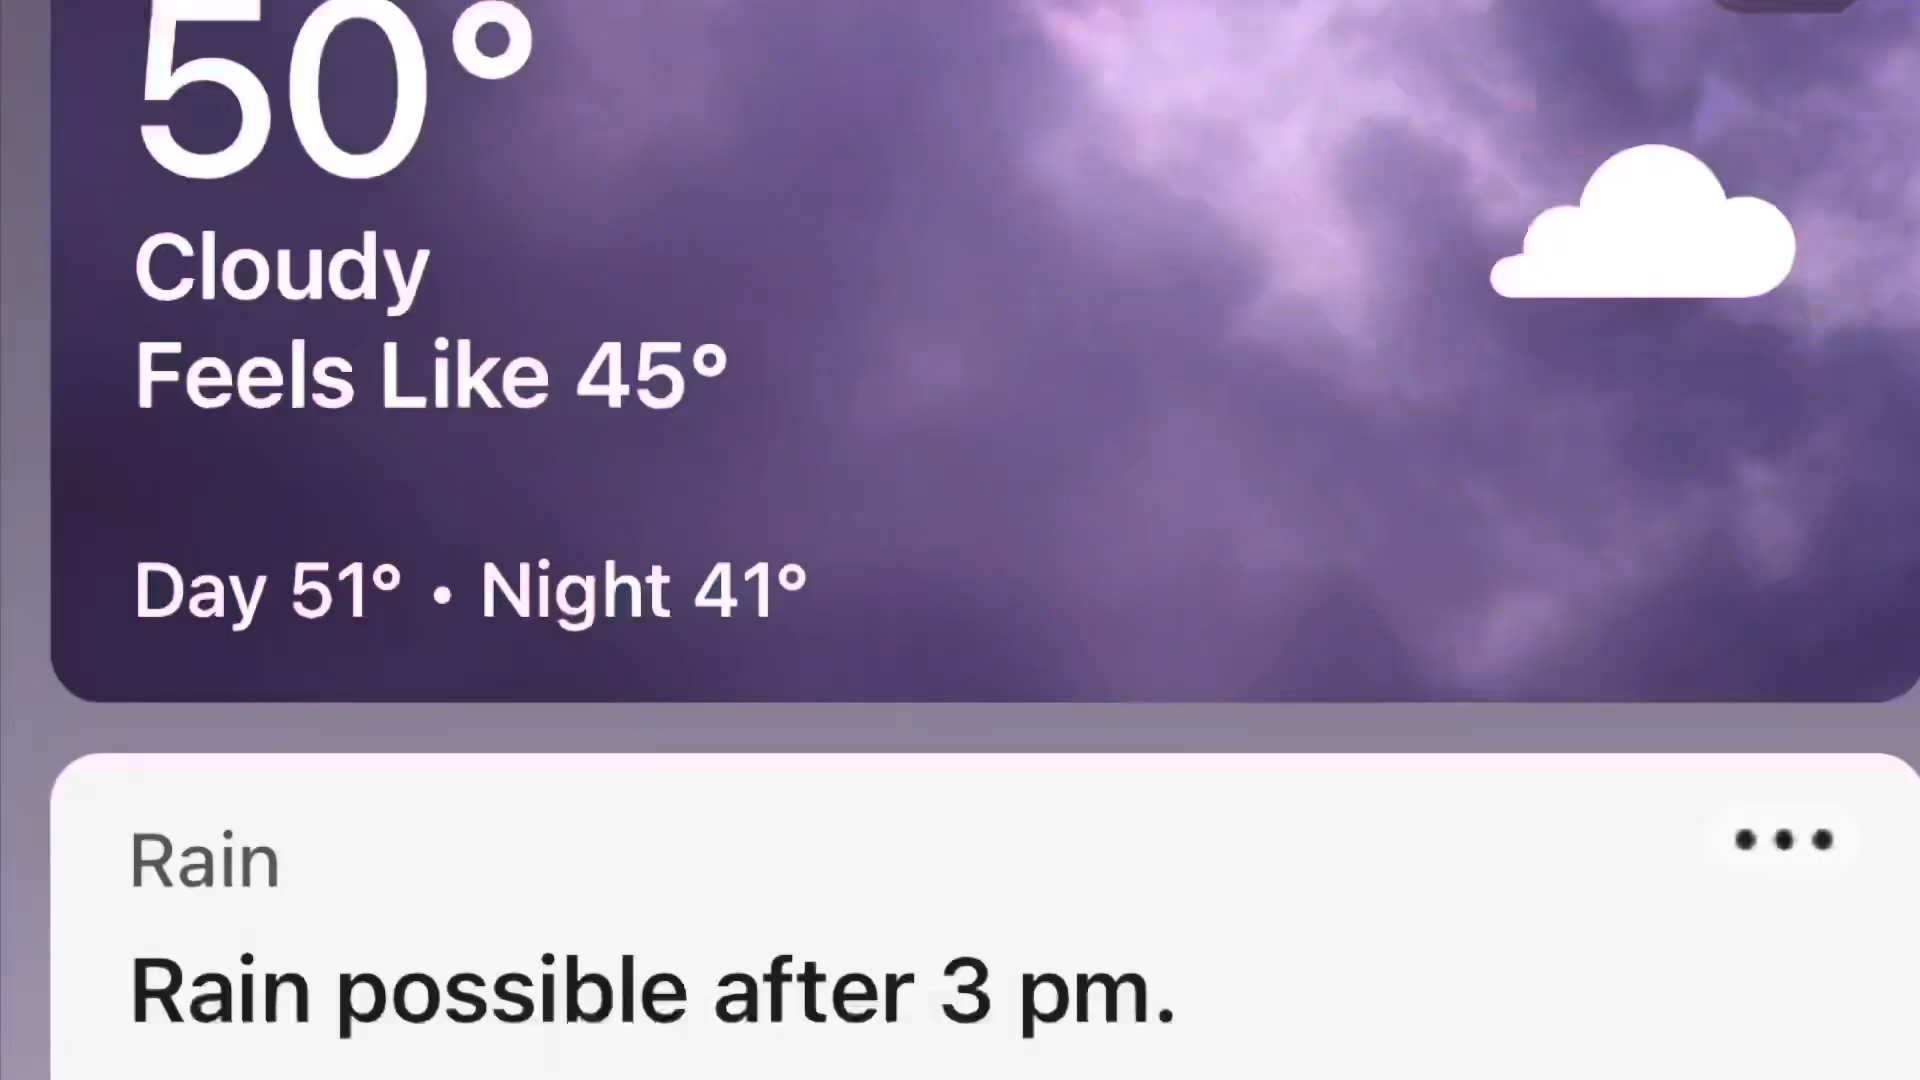 50°
Cloudy
Feels Like 45°
Day 51° • Night 41°
Rain
Rain possible after 3 pm.